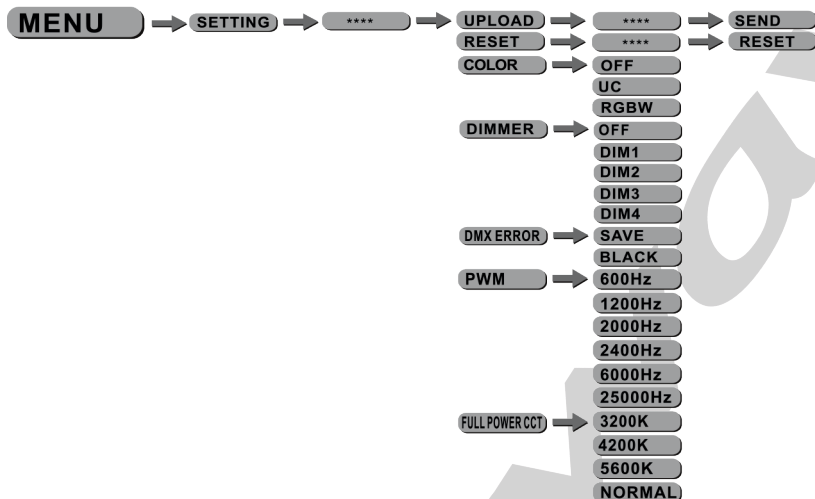 MENU SETTING **** UPLOAD **** SEND
RESET **** RESET
COLOR OFF
UC
RGBW
DIMMER OFF
DIM1
DIM2
DIM3
DIM4
DMX ERROR SAVE
BLACK
PWM 600Hz
1200Hz
2000Hz
2400Hz
6000Hz
25000Hz
FULL POWER CCT 3200K
4200K
5600K
NORMAL